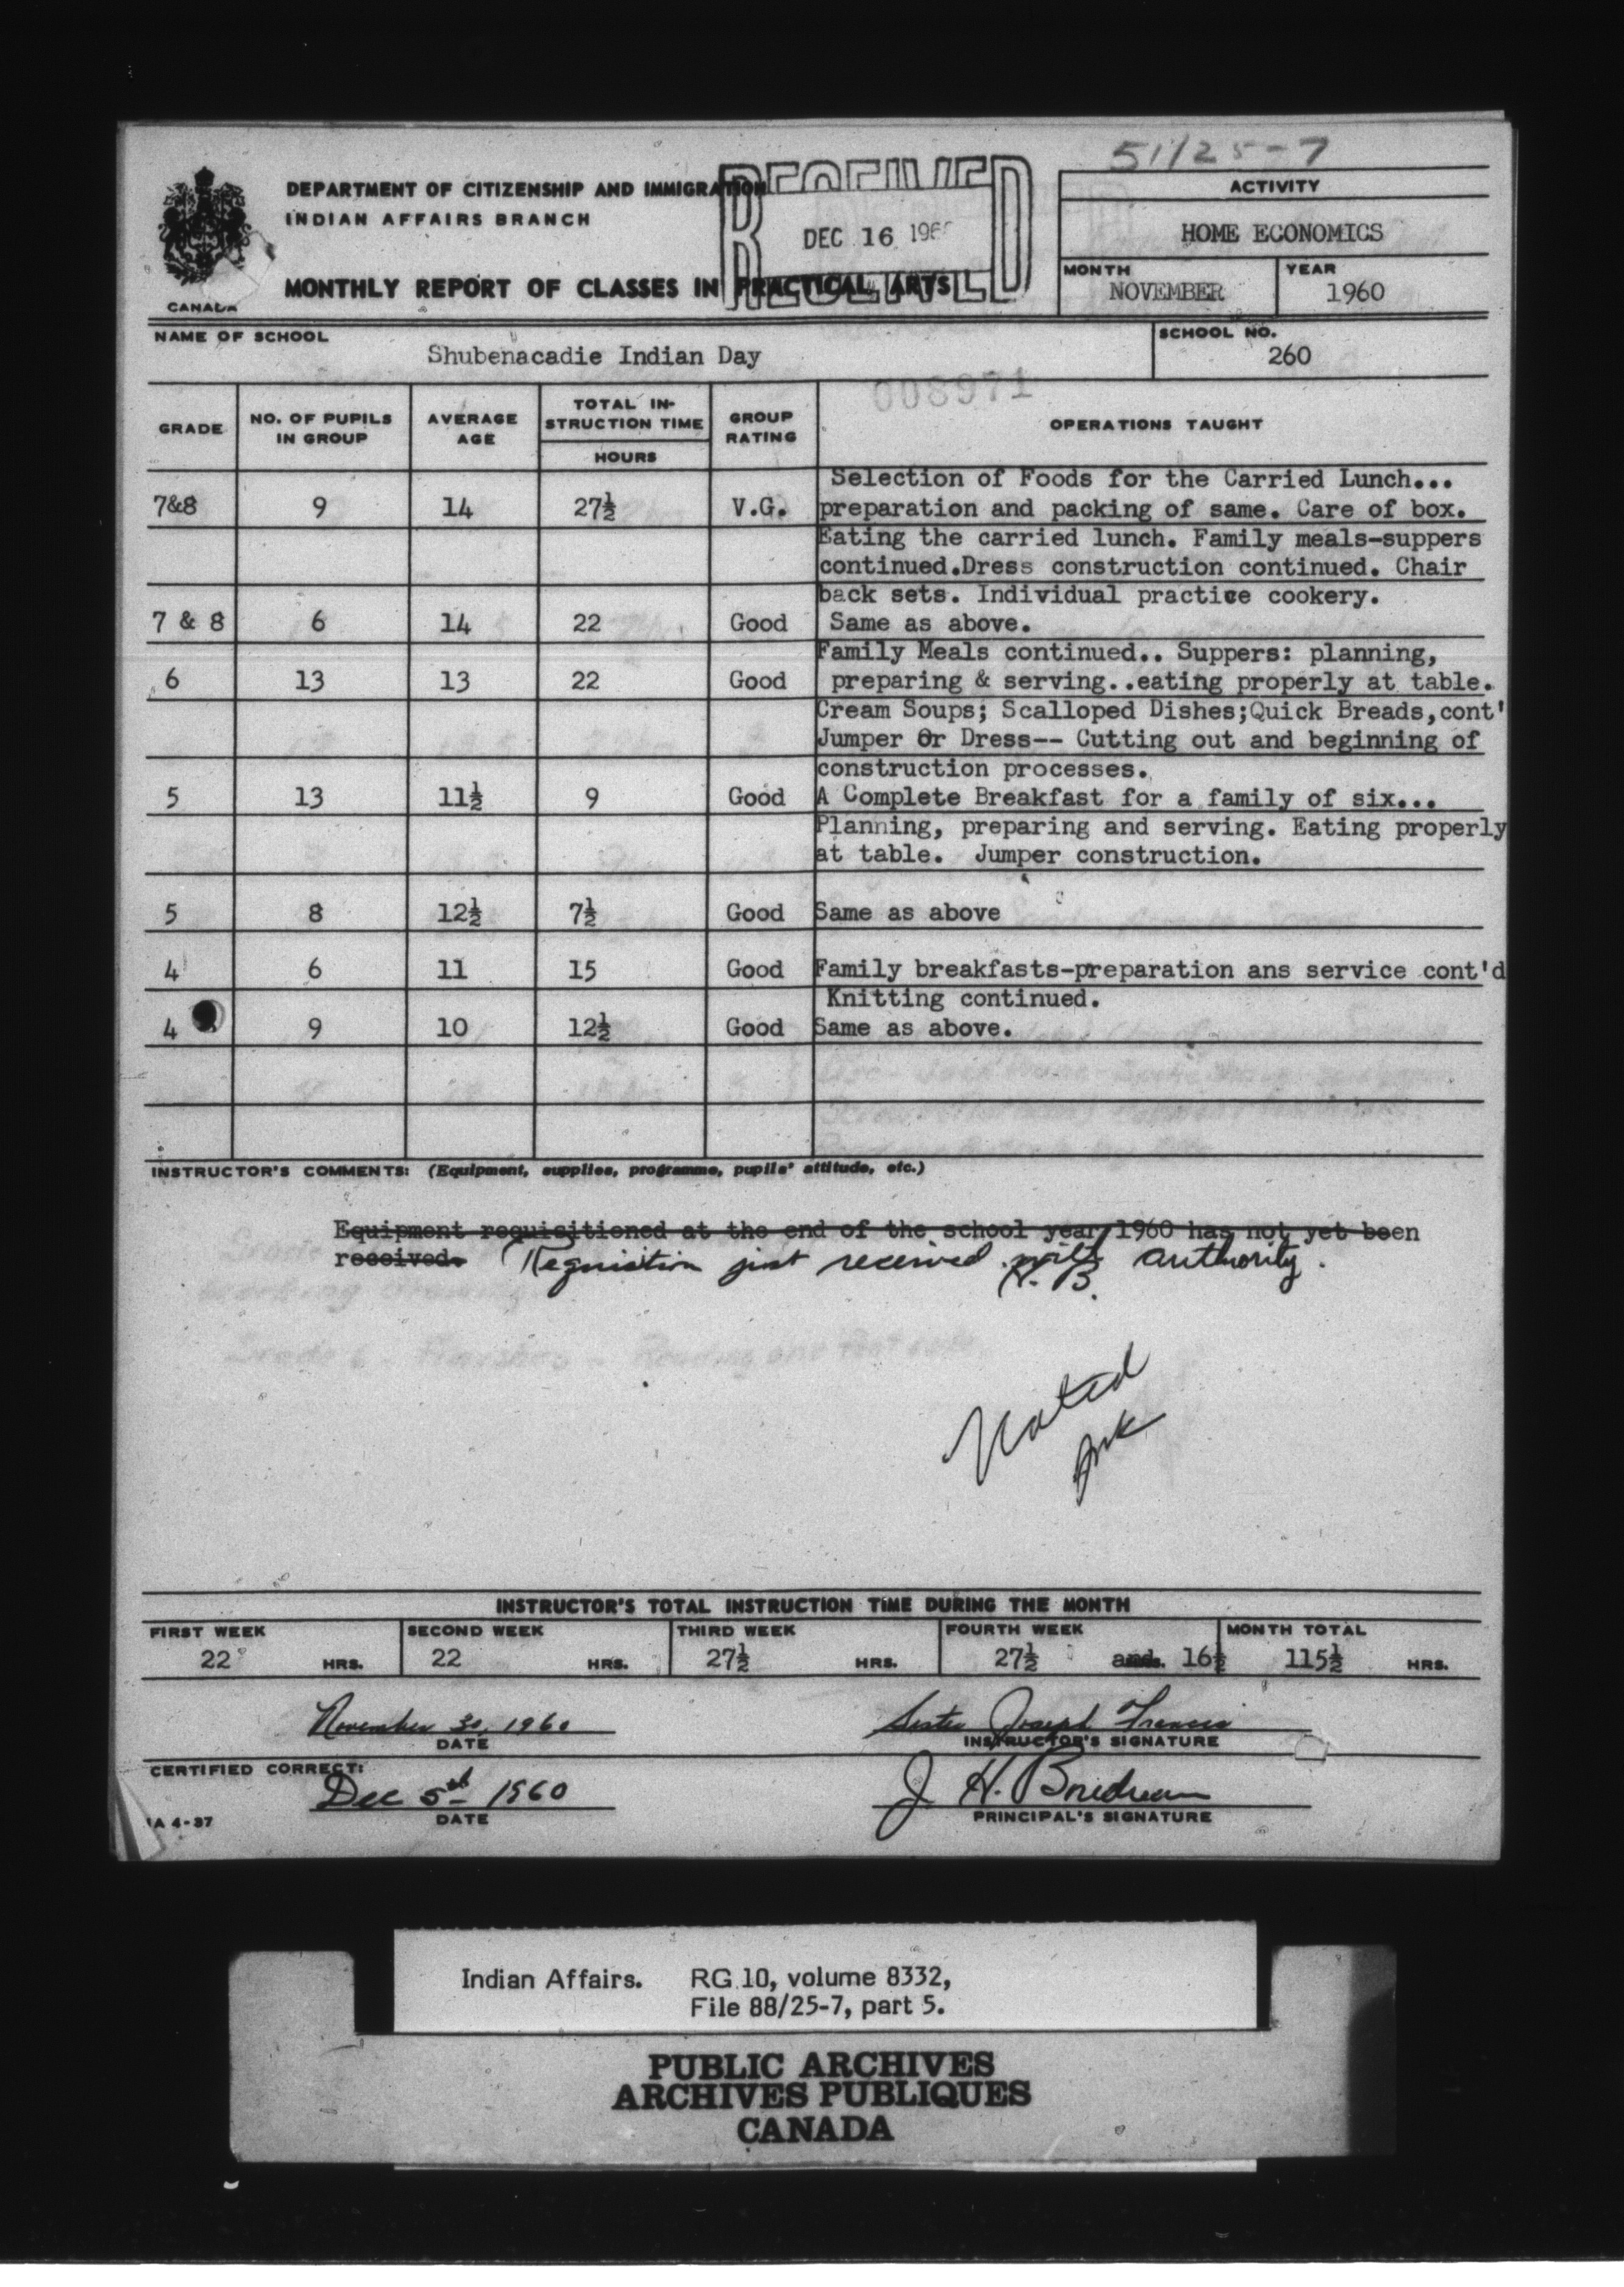 51/25-7
DEPARTMENT OF CITIZENSHIP AND IMMIGRATION
INDIAN AFFAIRS BRANCH
CANADA
MONTHLY REPORT OF CLASSES IN PRACTICAL ARTS
RECEIVED
DEC 16 196
RECEIVED
ACTIVITY
HOME ECONOMICS
MONTH YEAR
NOVEMBER 1960
NAME OF SCHOOL SCHOOL NO.
Shubenacadie Indian Day 260
008971
GRADE NO. OF PUPILS IN GROUP AVERAGE AGE TOTAL IN-STRUCTION TIME HOURS GROUP RATING OPERATIONS TAUGHT
Selection of Foods for the Carried Lunch...
7&8 9 14 27½ V.G. preparation and packing of same. Care of box.
Eating the carried lunch. Family meals-suppers
continued.Dress construction continued. Chair
back sets. Individual practice cookery.
7 & 8 6 14 22 Good Same as above.
Family Meals continued.. Suppers: planning,
6 13 13 22 Good preparing & serving..eating properly at table.
Cream Soups; Scalloped Dishes;Quick Breads,cont'
Jumper Or Dress-- Cutting out and beginning of
construction processes.
5 13 11½ 9 Good A Complete Breakfast for a family of six...
Planning, preparing and serving. Eating properly
at table. Jumper construction.
5 8 12½ 7½ Good Same as above
4 6 11 15 Good Family breakfasts-preparation ans service cont'd
Knitting continued.
4 9 10 12½ Good Same as above.
INSTRUCTOR'S COMMENTS: (Equipment, supplies, programme, pupils' attitude, etc.)
Equipment requisitioned at the end of the school year 1960 has not yet been
received. Requisition just received with authority.
H. B.
Noted
INSTRUCTOR'S TOTAL INSTRUCTION TIME DURING THE MONTH
FIRST WEEK SECOND WEEK THIRD WEEK FOURTH WEEK MONTH TOTAL
22 HRS. 22 HRS. 27½ HRS. 27½ and 16½ 115½ HRS.
November 30, 1960 Sister Joseph Francis
DATE INSTRUCTOR'S SIGNATURE
CERTIFIED CORRECT:
Dec 5th 1960 J H. Boudreau
DATE PRINCIPAL'S SIGNATURE
IA 4-37
Indian Affairs. RG 10, volume 8332,
File 88/25-7, part 5.
PUBLIC ARCHIVES
ARCHIVES PUBLIQUES
CANADA